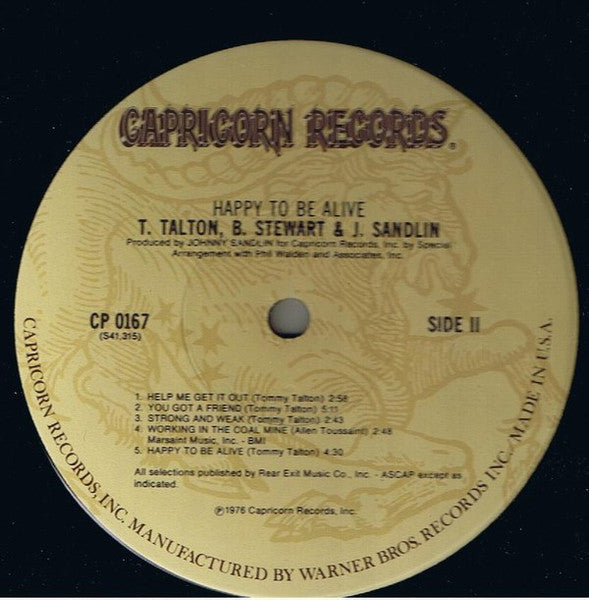 CAPRICORN RECORDS®
HAPPY TO BE ALIVE
T. TALTON, B. STEWART & J. SANDLIN
Produced by JOHNNY SANDLIN for Capricorn Records, Inc. by Special
Arrangement with Phil Walden and Associates, Inc.
CP 0167
(S41,315)
SIDE II
1. HELP ME GET IT OUT (Tommy Talton) 2:58
2. YOU GOT A FRIEND (Tommy Talton) 5:11
3. STRONG AND WEAK (Tommy Talton) 2:43
4. WORKING IN THE COAL MINE (Allen Toussaint) 2:48
Marsaint Music, Inc. - BMI
5. HAPPY TO BE ALIVE (Tommy Talton) 4:30
All selections published by Rear Exit Music Co., Inc. - ASCAP except as
indicated.
℗1976 Capricorn Records, Inc.
CAPRICORN RECORDS, INC. MANUFACTURED BY WARNER BROS. RECORDS INC. MADE IN U.S.A.